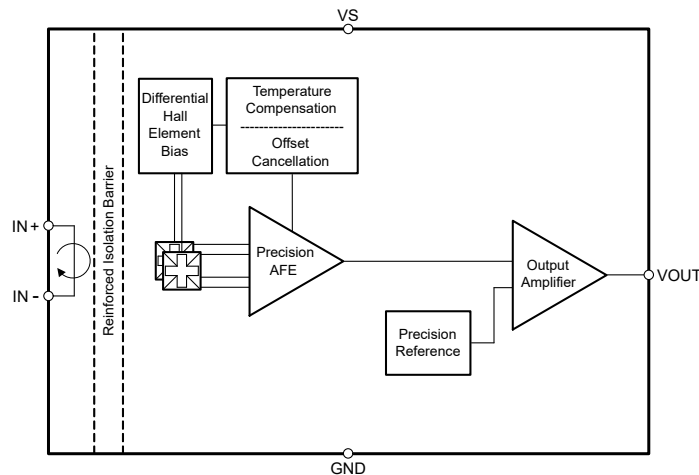 VS
Differential
Hall
Element
Bias
Temperature
Compensation
Offset
Cancellation
Reinforced Isolation Barrier
IN+
IN-
Precision
AFE
Output
Amplifier
VOUT
Precision
Reference
GND